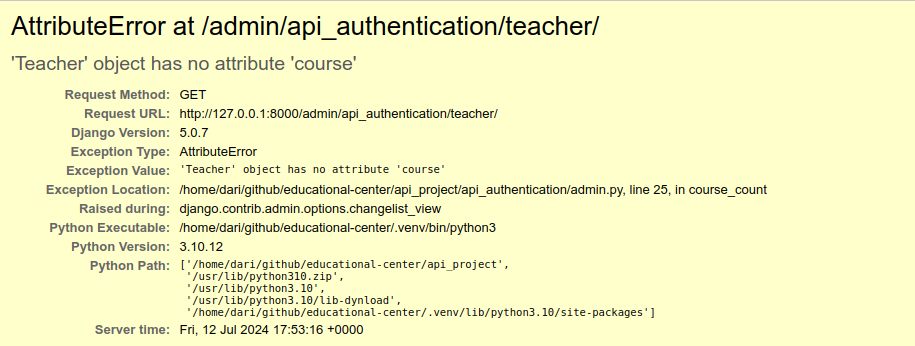 AttributeError at /admin/api_authentication/teacher/
'Teacher' object has no attribute 'course'
Request Method: GET
Request URL: http://127.0.0.1:8000/admin/api_authentication/teacher/
Django Version: 5.0.7
Exception Type: AttributeError
Exception Value: 'Teacher' object has no attribute 'course'
Exception Location: /home/dari/github/educational-center/api_project/api_authentication/admin.py, line 25, in course_count
Raised during: django.contrib.admin.options.changelist_view
Python Executable: /home/dari/github/educational-center/.venv/bin/python3
Python Version: 3.10.12
Python Path: ['/home/dari/github/educational-center/api_project',
'/usr/lib/python310.zip',
'/usr/lib/python3.10',
'/usr/lib/python3.10/lib-dynload',
'/home/dari/github/educational-center/.venv/lib/python3.10/site-packages']
Server time: Fri, 12 Jul 2024 17:53:16 +0000